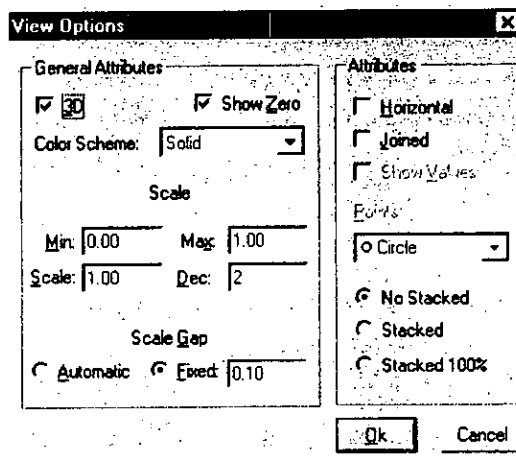 View Options
General Attributes
3D
Show Zero
Color Scheme: Solid
Scale
Min: 0.00
Max: 1.00
Scale: 1.00
Dec: 2
Scale Gap
Automatic
Fixed: 0.10
Attributes
Horizontal
Joined
Show Values
Points
Circle
No Stacked
Stacked
Stacked 100%
Ok
Cancel